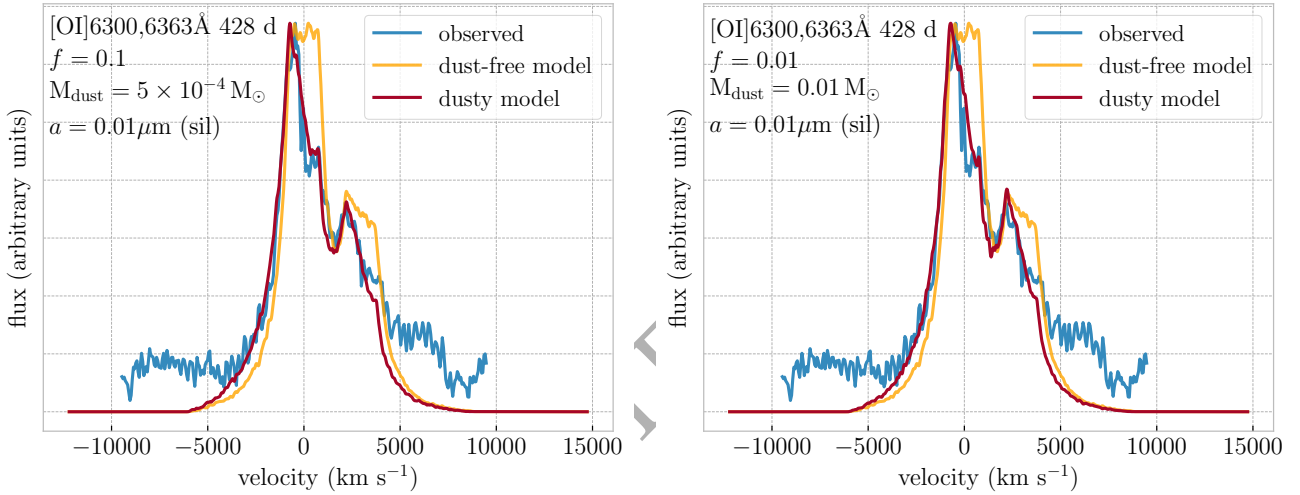 [OI]6300,6363Å 428 d
f = 0.1
M_dust = 5 × 10⁻⁴ M⊙
a = 0.01μm (sil)
observed
dust-free model
dusty model
flux (arbitrary units)
−10000 −5000 0 5000 10000 15000
velocity (km s⁻¹)
[OI]6300,6363Å 428 d
f = 0.01
M_dust = 0.01 M⊙
a = 0.01μm (sil)
observed
dust-free model
dusty model
flux (arbitrary units)
−10000 −5000 0 5000 10000 15000
velocity (km s⁻¹)